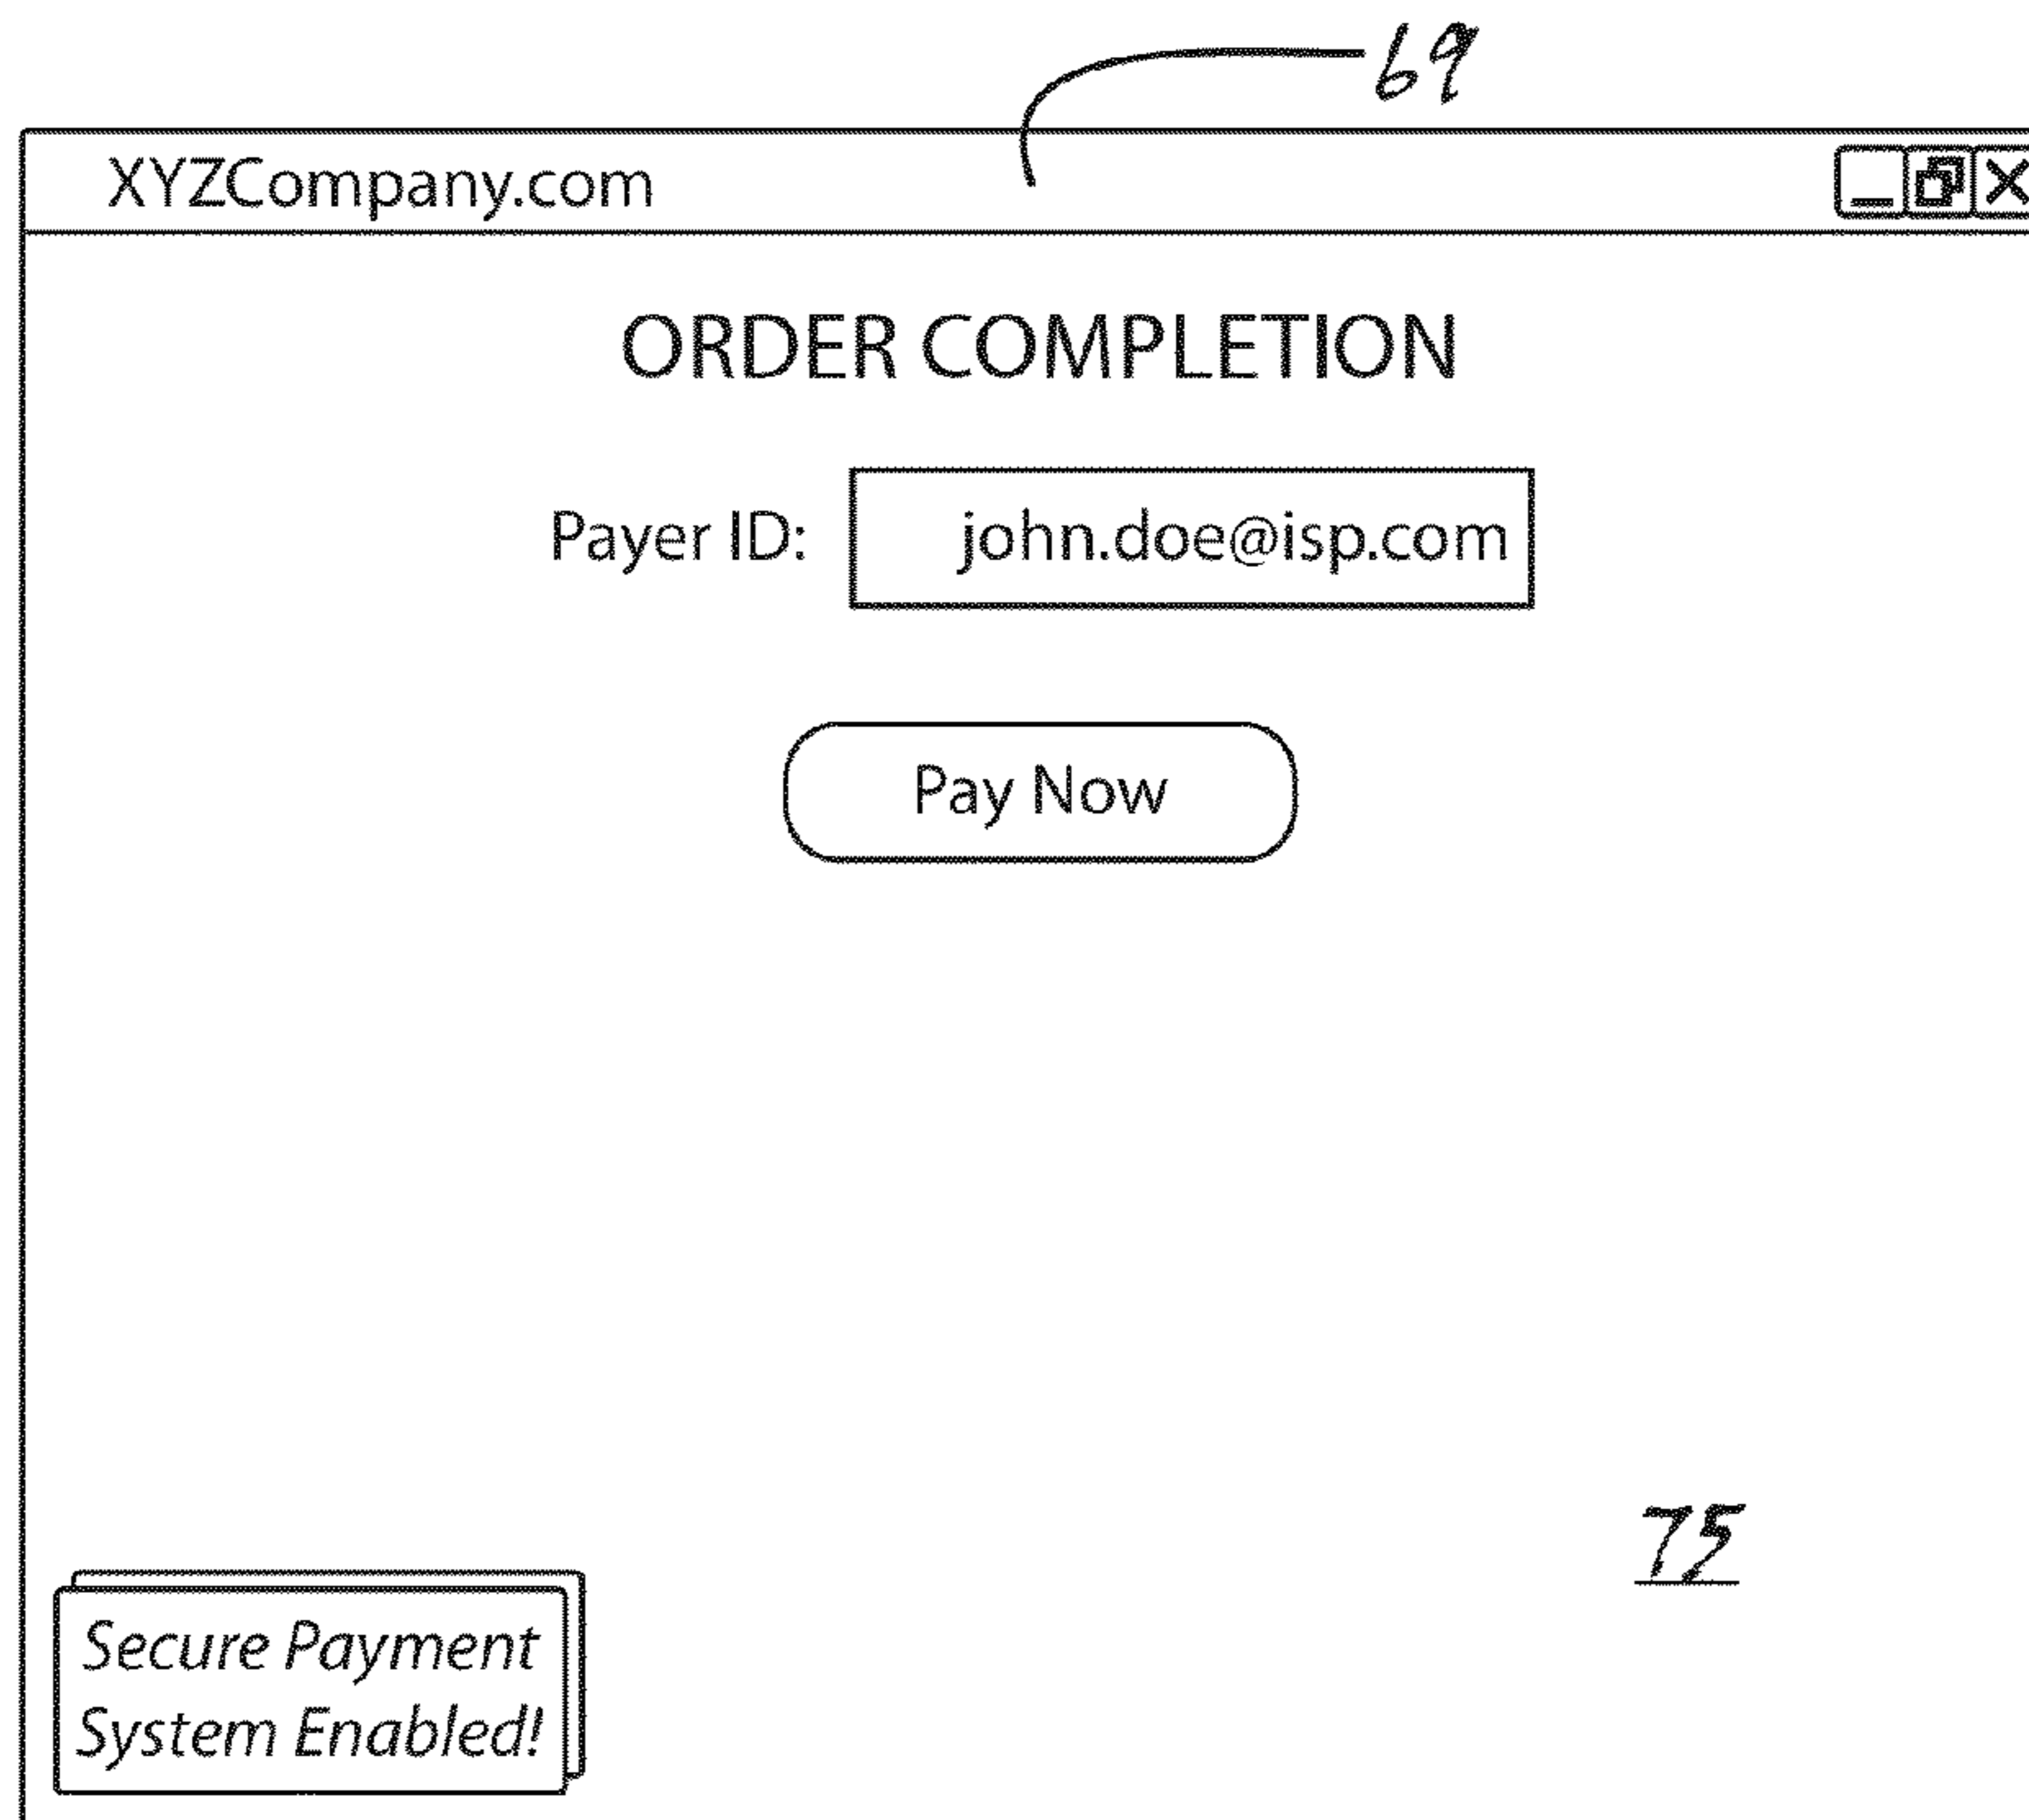 69
XYZCompany.com
ORDER COMPLETION
Payer ID: john.doe@isp.com
Pay Now
75
Secure Payment
System Enabled!